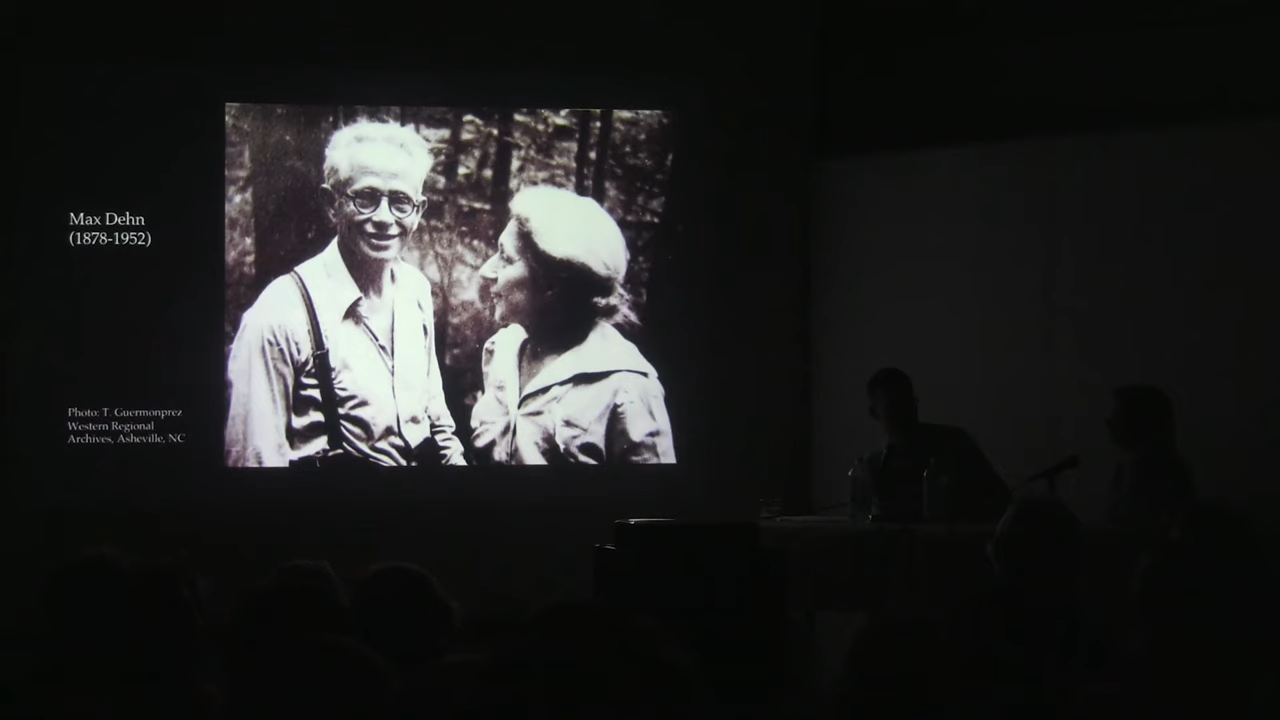 Max Dehn
(1878-1952)
Photo: T. Guermonprez
Western Regional
Archives, Asheville, NC